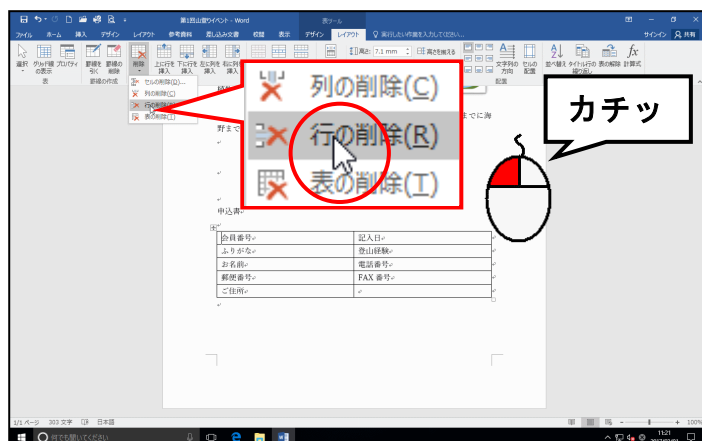 第1回山登りイベント - Word
表ツール
ファイル ホーム 挿入 デザイン レイアウト 参考資料 差し込み文書 校閲 表示 デザイン レイアウト 実行したい作業を入力してください... サインイン 共有
選択 グリッド線の表示 プロパティ 罫線を引く 罫線の削除 削除 上に行を挿入 下に行を挿入 左に列を挿入 右に列を挿入 高さ: 7.1 mm 高さを揃える 文字列の方向 セルの配置 並べ替え タイトル行の繰り返し 表の解除 計算式
表 罫線の作成 配置
セルの削除(D)...
列の削除(C)
行の削除(R)
表の削除(T)
列の削除(C)
行の削除(R)
表の削除(T)
カチッ
までに海
野まで
申込書
会員番号 記入日
ふりがな 登山経験
お名前 電話番号
郵便番号 FAX 番号
ご住所
1/1 ページ 303 文字 日本語 100%
何でも聞いてください 11:21